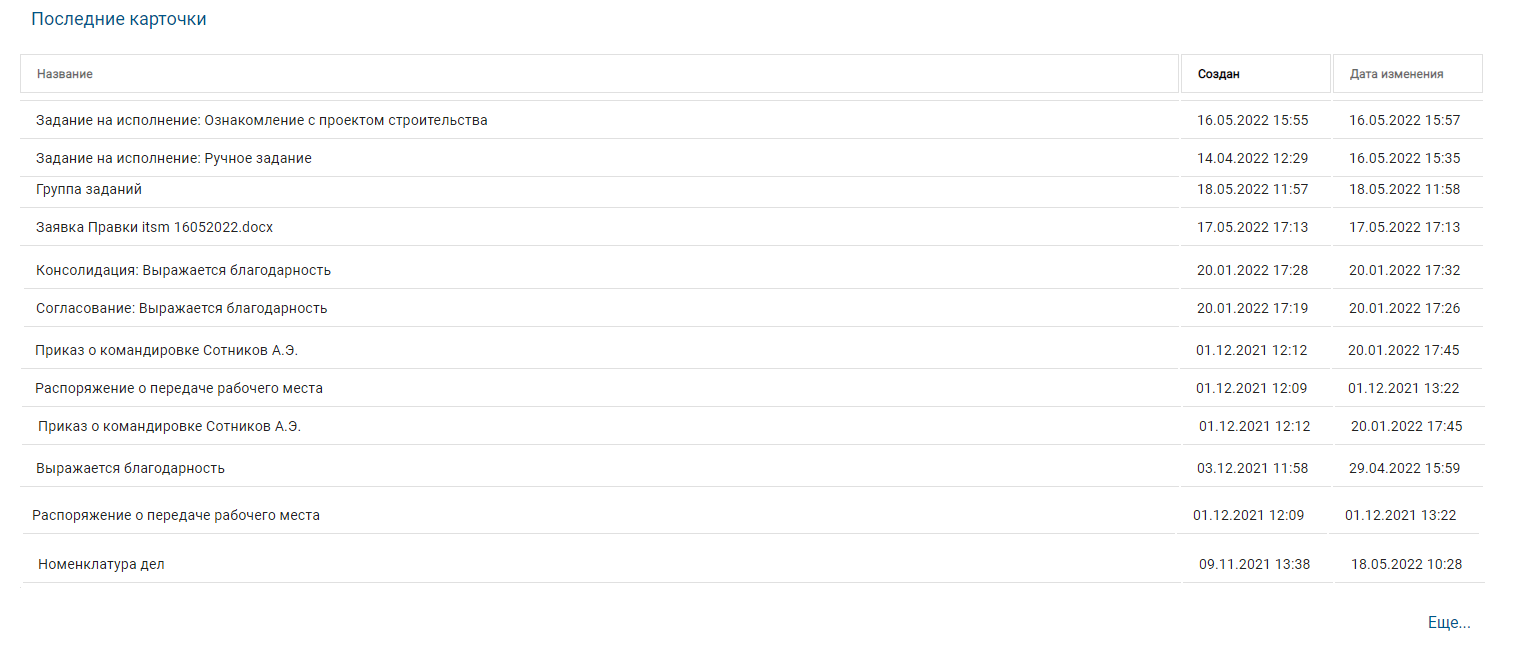 Последние карточки
Название Создан Дата изменения
Задание на исполнение: Ознакомление с проектом строительства 16.05.2022 15:55 16.05.2022 15:57
Задание на исполнение: Ручное задание 14.04.2022 12:29 16.05.2022 15:35
Группа заданий 18.05.2022 11:57 18.05.2022 11:58
Заявка Правки itsm 16052022.docx 17.05.2022 17:13 17.05.2022 17:13
Консолидация: Выражается благодарность 20.01.2022 17:28 20.01.2022 17:32
Согласование: Выражается благодарность 20.01.2022 17:19 20.01.2022 17:26
Приказ о командировке Сотников А.Э. 01.12.2021 12:12 20.01.2022 17:45
Распоряжение о передаче рабочего места 01.12.2021 12:09 01.12.2021 13:22
Приказ о командировке Сотников А.Э. 01.12.2021 12:12 20.01.2022 17:45
Выражается благодарность 03.12.2021 11:58 29.04.2022 15:59
Распоряжение о передаче рабочего места 01.12.2021 12:09 01.12.2021 13:22
Номенклатура дел 09.11.2021 13:38 18.05.2022 10:28
Еще...